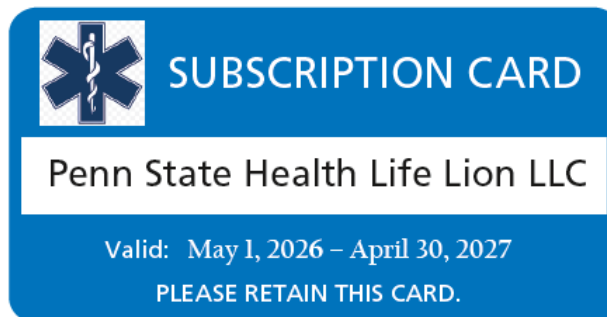 SUBSCRIPTION CARD
Penn State Health Life Lion LLC
Valid: May 1, 2026 – April 30, 2027
PLEASE RETAIN THIS CARD.